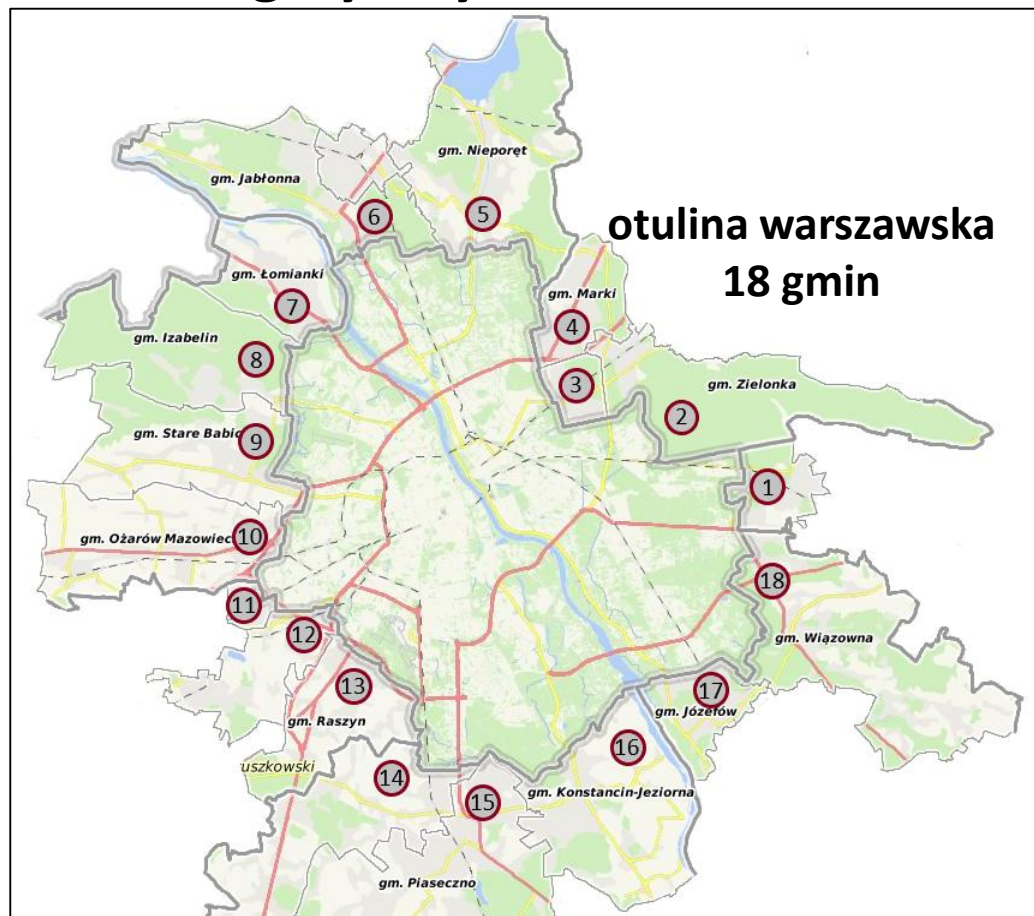 gm. Nieporęt
gm. Jabłonna
5
6
otulina warszawska
18 gmin
gm. Łomianki
7
gm. Marki
4
gm. Izabelin
8
3
gm. Zielonka
2
gm. Stare Babic
9
1
gm. Ożarów Mazowiec
10
18
11
12
gm. Wiązowna
13
17
gm. Józefów
gm. Raszyn
16
uszkowski
14
gm. Konstancin-Jeziorna
15
gm. Piaseczno